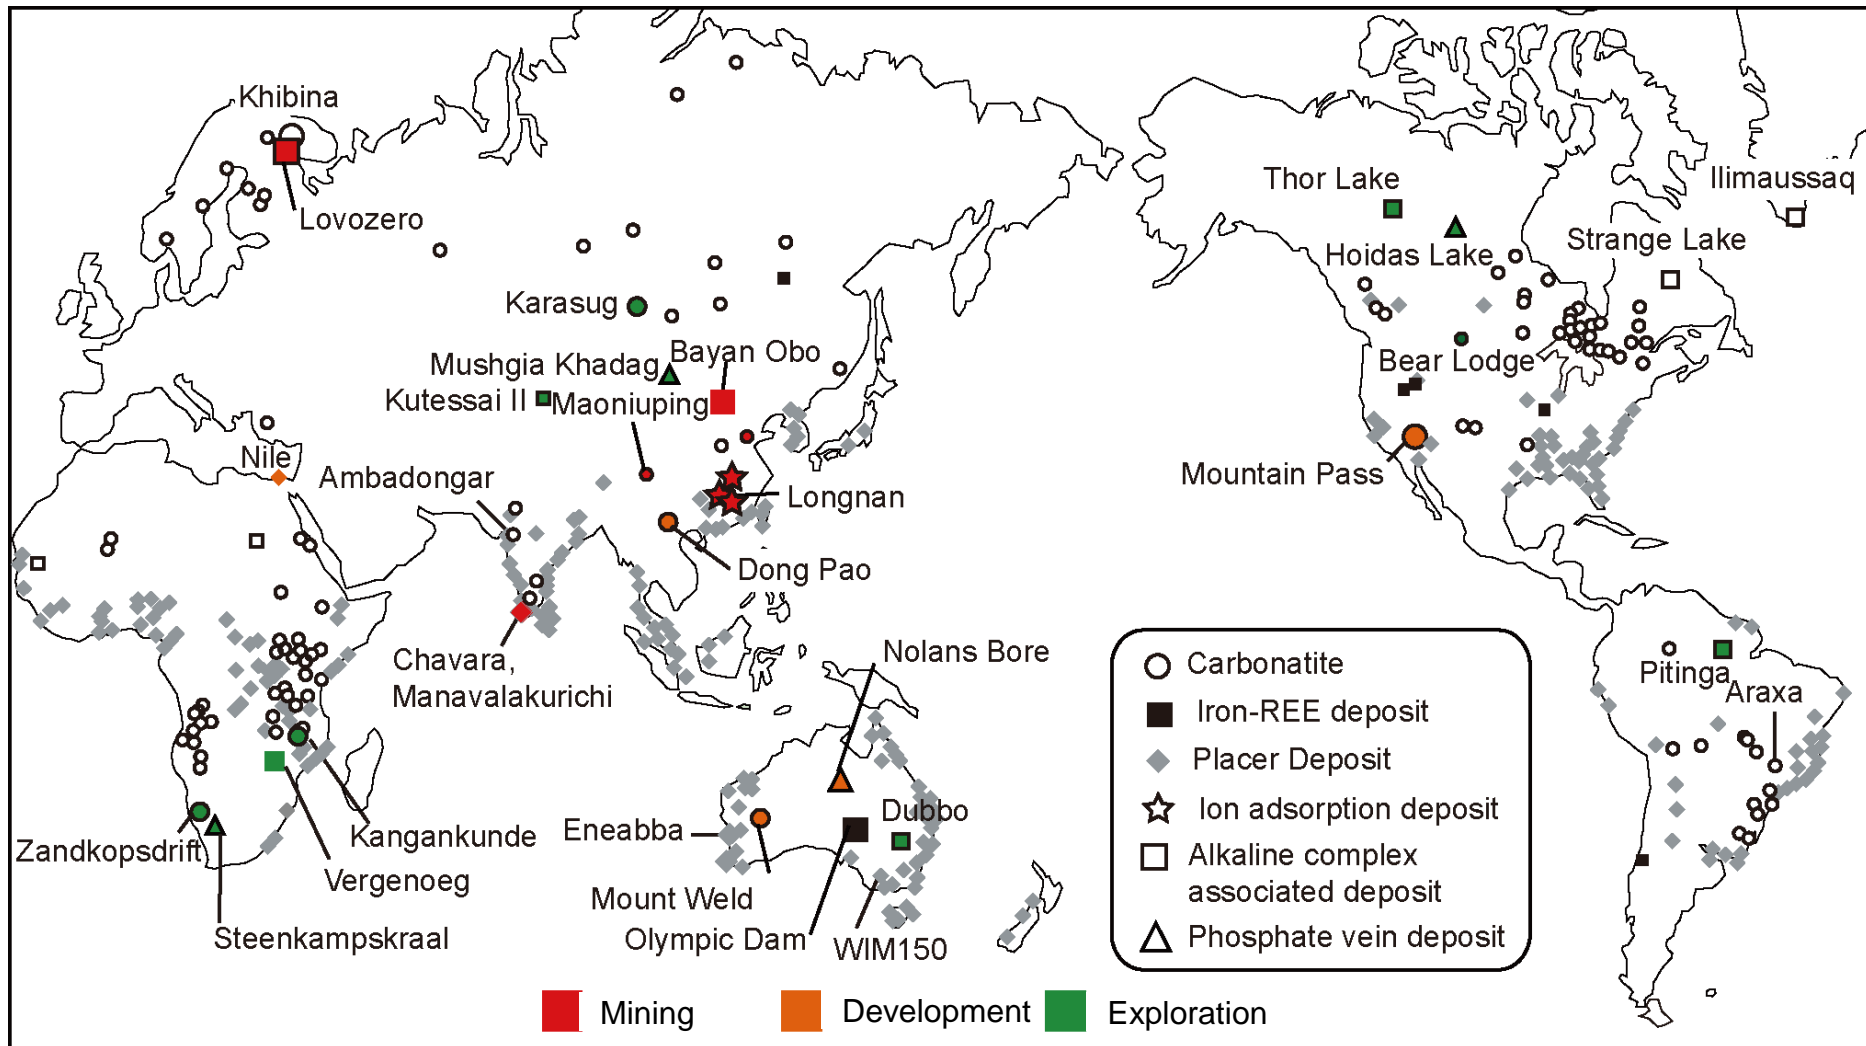 Khibina
Lovozero
Thor Lake
Ilimaussaq
Hoidas Lake
Strange Lake
Karasug
Mushgia Khadag
Bayan Obo
Bear Lodge
Kutessai II
Maoniuping
Nile
Ambadongar
Longnan
Mountain Pass
Dong Pao
Chavara,
Manavalakurichi
Nolans Bore
Pitinga
Araxa
Eneabba
Dubbo
Zandkopsdrift
Kangankunde
Vergenoeg
Steenkampskraal
Mount Weld
Olympic Dam
WIM150
Carbonatite
Iron-REE deposit
Placer Deposit
Ion adsorption deposit
Alkaline complex
associated deposit
Phosphate vein deposit
Mining
Development
Exploration